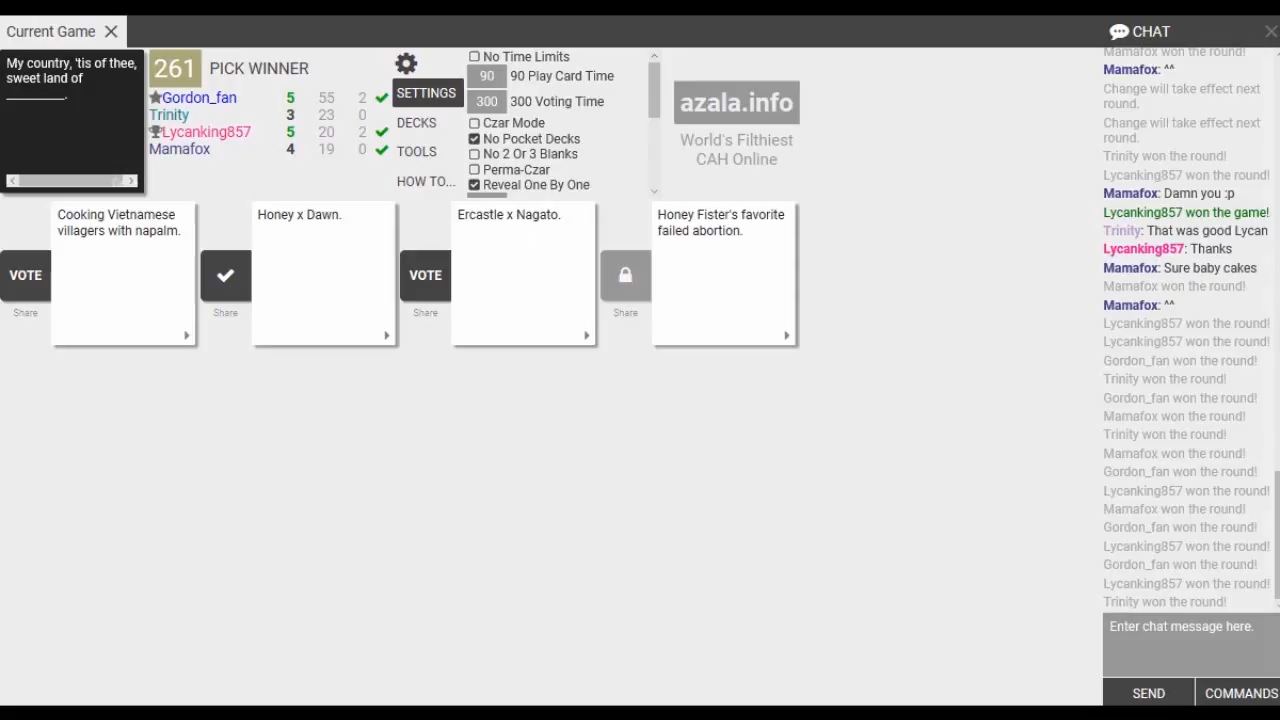 Current Game
My country, 'tis of thee,
sweet land of
_________.
261 PICK WINNER
Gordon_fan 5 55 2
Trinity 3 23 0
Lycanking857 5 20 2
Mamafox 4 19 0
SETTINGS
DECKS
TOOLS
HOW TO...
No Time Limits
90 90 Play Card Time
300 300 Voting Time
Czar Mode
No Pocket Decks
No 2 Or 3 Blanks
Perma-Czar
Reveal One By One
azala.info
World's Filthiest
CAH Online
VOTE
Share
Cooking Vietnamese
villagers with napalm.
Share
Honey x Dawn.
VOTE
Share
Ercastle x Nagato.
Share
Honey Fister's favorite
failed abortion.
CHAT
Mamafox won the round!
Mamafox: ^^
Change will take effect next
round.
Change will take effect next
round.
Trinity won the round!
Lycanking857 won the round!
Mamafox: Damn you :p
Lycanking857 won the game!
Trinity: That was good Lycan
Lycanking857: Thanks
Mamafox: Sure baby cakes
Mamafox won the round!
Mamafox: ^^
Lycanking857 won the round!
Lycanking857 won the round!
Gordon_fan won the round!
Trinity won the round!
Gordon_fan won the round!
Mamafox won the round!
Trinity won the round!
Mamafox won the round!
Gordon_fan won the round!
Lycanking857 won the round!
Mamafox won the round!
Gordon_fan won the round!
Lycanking857 won the round!
Gordon_fan won the round!
Lycanking857 won the round!
Trinity won the round!
Enter chat message here.
SEND
COMMANDS